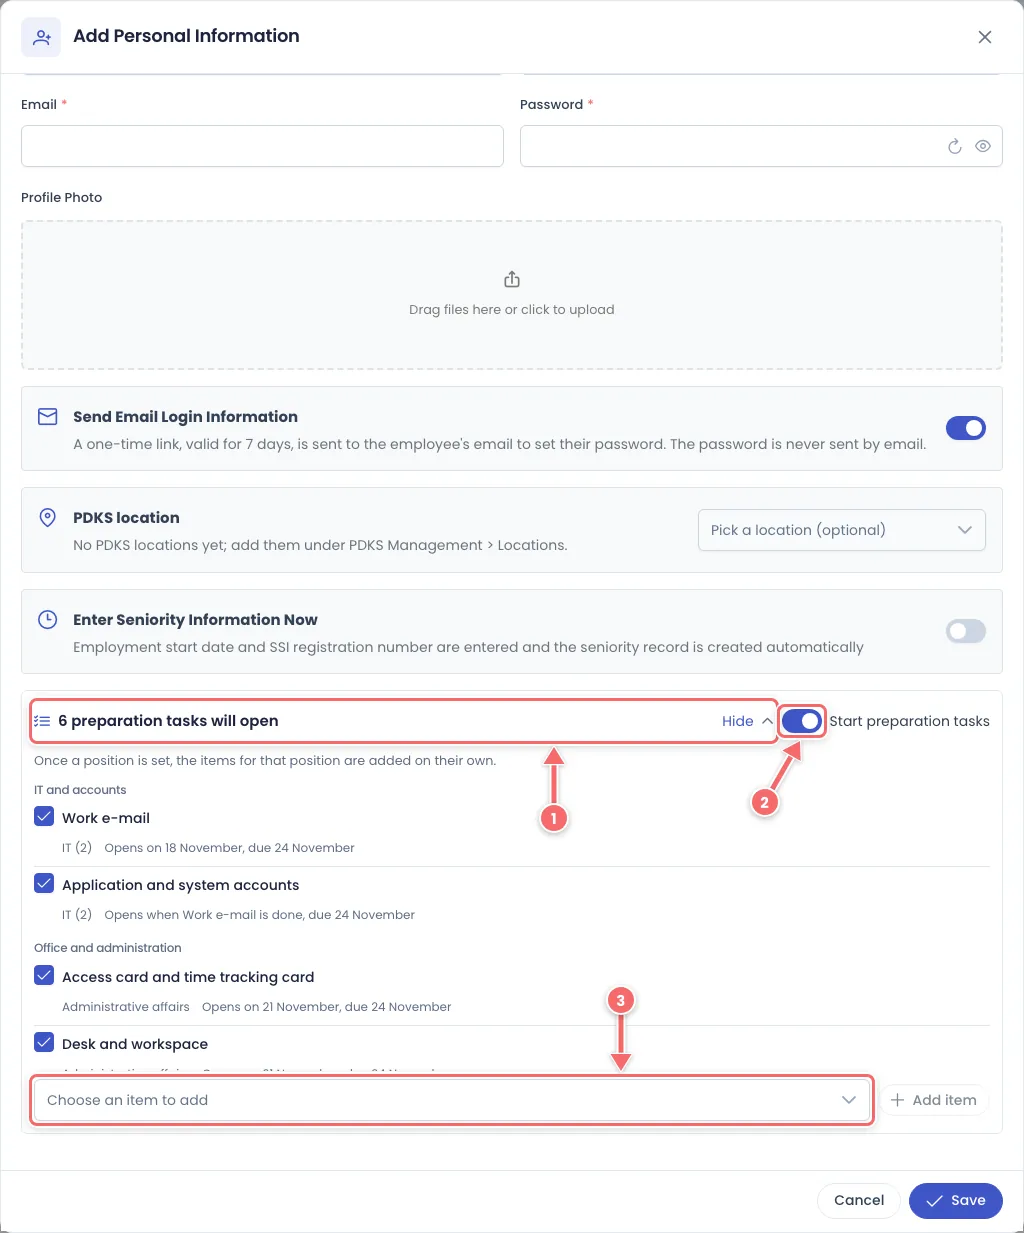 Add Personal Information
Email *
Password *
Profile Photo
Drag files here or click to upload
Send Email Login Information
A one-time link, valid for 7 days, is sent to the employee's email to set their password. The password is never sent by email.
PDKS location
No PDKS locations yet; add them under PDKS Management > Locations.
Pick a location (optional)
Enter Seniority Information Now
Employment start date and SSI registration number are entered and the seniority record is created automatically
6 preparation tasks will open
Hide
Start preparation tasks
Once a position is set, the items for that position are added on their own.
IT and accounts
1
2
Work e-mail
IT (2) Opens on 18 November, due 24 November
Application and system accounts
IT (2) Opens when Work e-mail is done, due 24 November
Office and administration
Access card and time tracking card
Administrative affairs Opens on 21 November, due 24 November
3
Desk and workspace
Choose an item to add
Add item
Cancel
Save